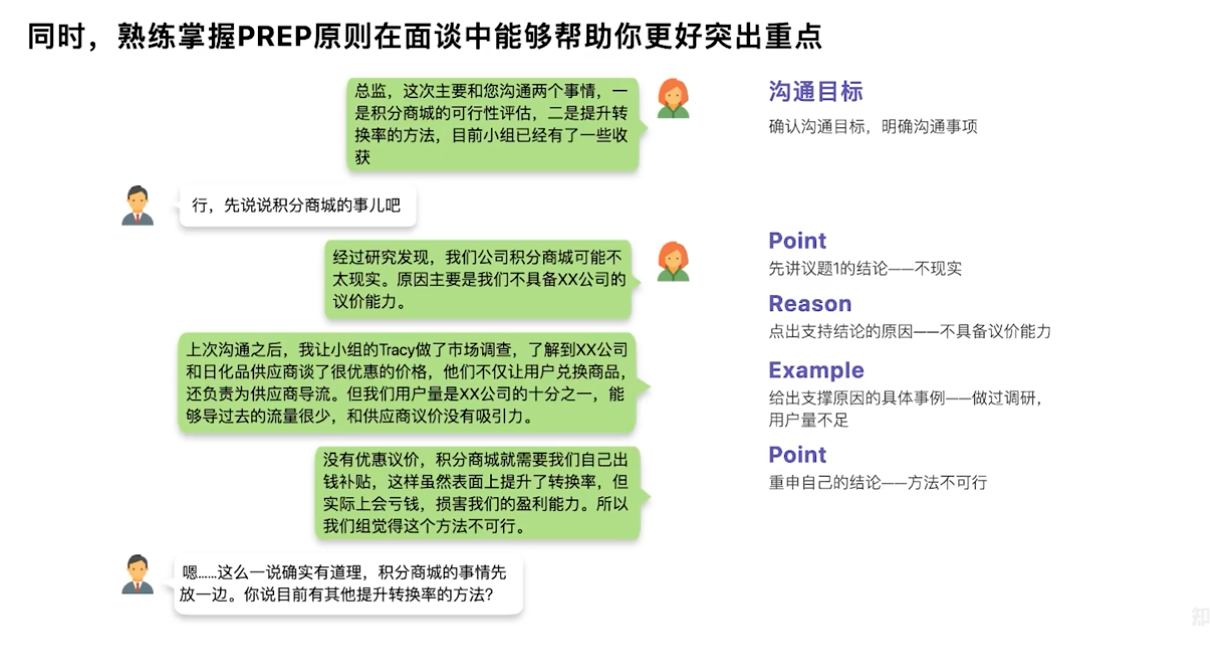 同时，熟练掌握PREP原则在面谈中能够帮助你更好突出重点
总监，这次主要和您沟通两个事情，一
是积分商城的可行性评估，二是提升转
换率的方法，目前小组已经有了一些收
获
沟通目标
确认沟通目标，明确沟通事项
行，先说说积分商城的事儿吧
经过研究发现，我们公司积分商城可能不
太现实。原因主要是我们不具备XX公司的
议价能力。
Point
先讲议题1的结论——不现实
Reason
点出支持结论的原因——不具备议价能力
上次沟通之后，我让小组的Tracy做了市场调查，了解到XX公司
和日化品供应商谈了很优惠的价格，他们不仅让用户兑换商品，
还负责为供应商导流。但我们用户量是XX公司的十分之一，能
够导过去的流量很少，和供应商议价没有吸引力。
Example
给出支撑原因的具体事例——做过调研，
用户量不足
没有优惠议价，积分商城就需要我们自己出
钱补贴，这样虽然表面上提升了转换率，但
实际上会亏钱，损害我们的盈利能力。所以
我们组觉得这个方法不可行。
Point
重申自己的结论——方法不可行
嗯……这么一说确实有道理，积分商城的事情先
放一边。你说目前有其他提升转换率的方法？
知